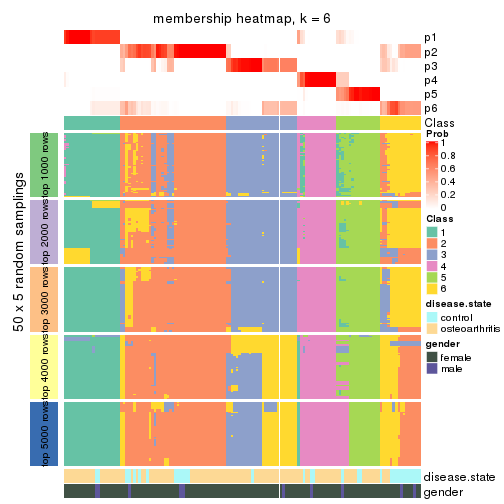 membership heatmap, k = 6
p1
p2
p3
p4
p5
p6
Class
50 x 5 random samplings
top 1000 rows
top 2000 rows
top 3000 rows
top 4000 rows
top 5000 rows
disease.state
gender
Prob
1
0.8
0.6
0.4
0.2
0
Class
1
2
3
4
5
6
disease.state
control
osteoarthritis
gender
female
male